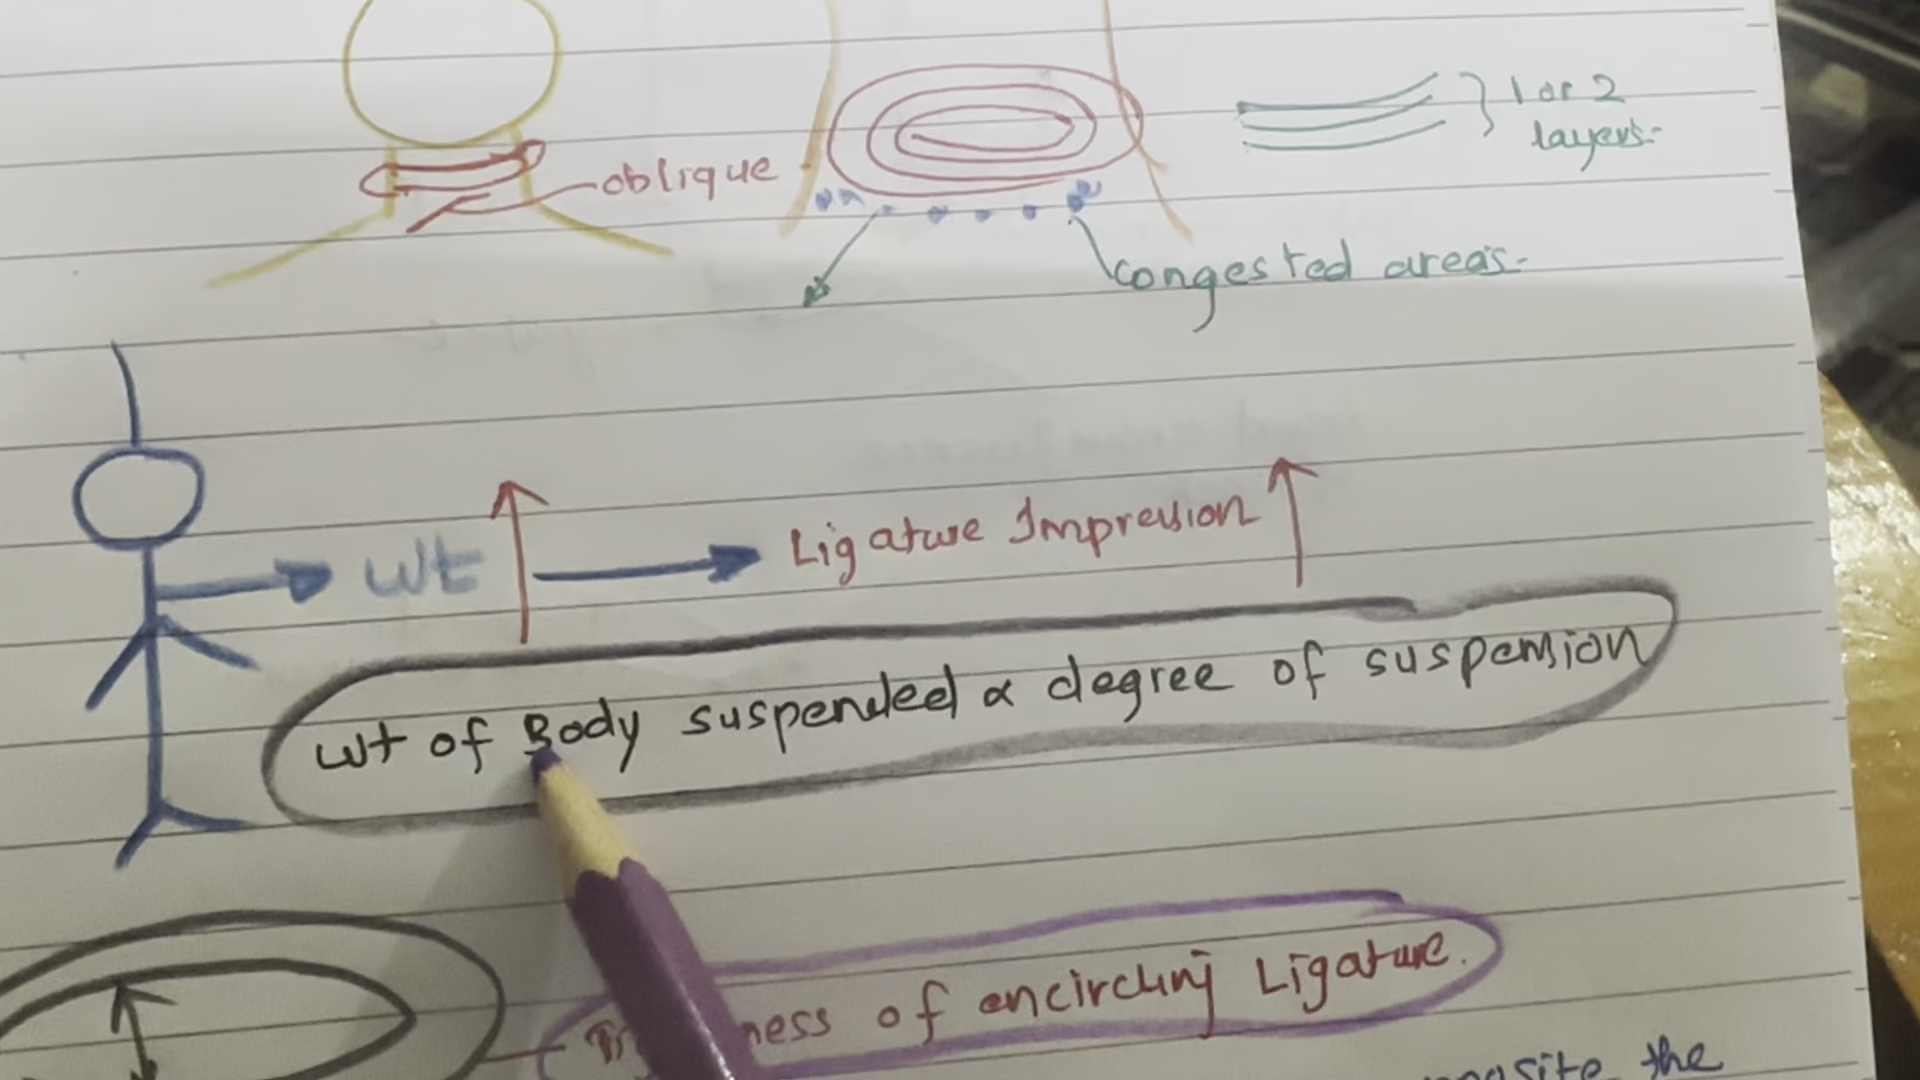 1 or 2
layers-
oblique
congested areas-
wt
Ligature Impression
wt of Body suspended α degree of suspension
ness of encircling Ligature.
the